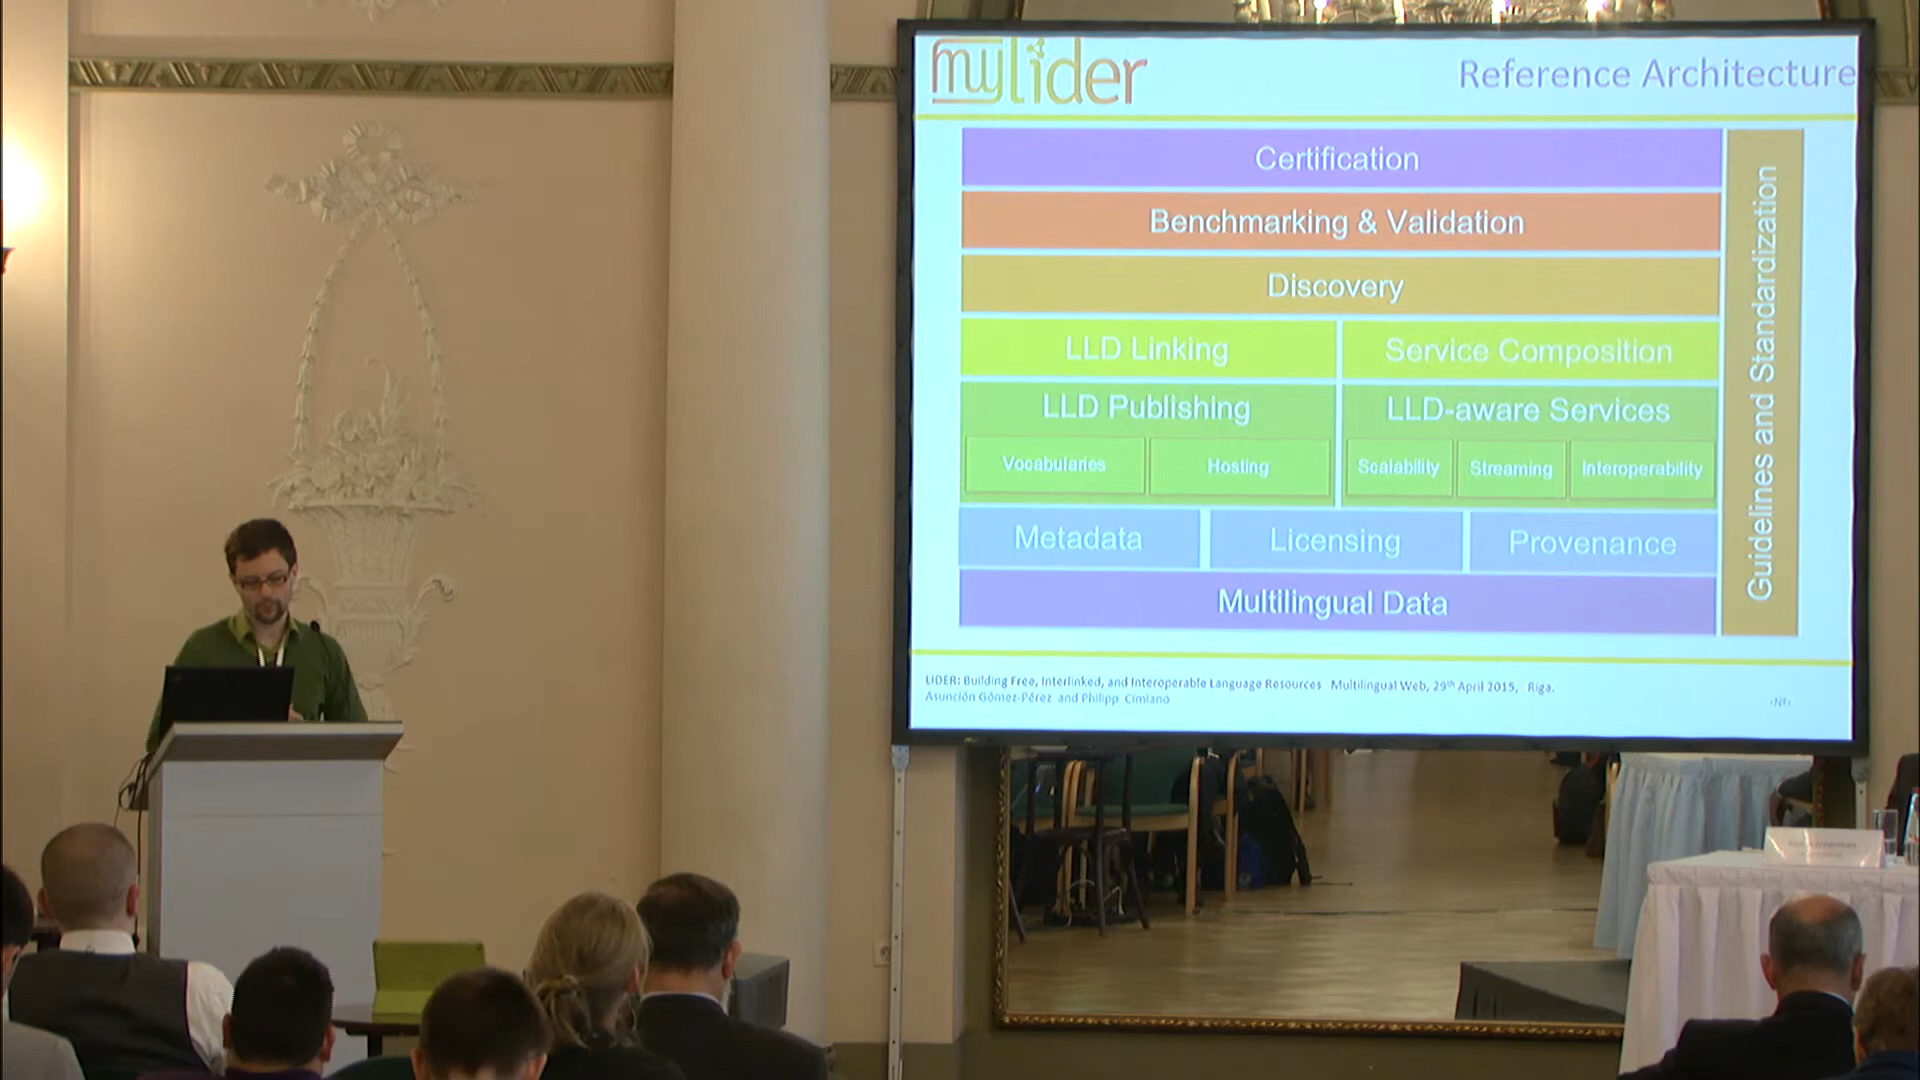 mylider
Reference Architecture
Certification
Benchmarking & Validation
Discovery
LLD Linking
Service Composition
LLD Publishing
LLD-aware Services
Vocabularies
Hosting
Scalability
Streaming
Interoperability
Metadata
Licensing
Provenance
Multilingual Data
Guidelines and Standardization
LIDER: Building Free, Interlinked, and Interoperable Language Resources Multilingual Web, 29th April 2015, Riga.
Asunción Gómez-Pérez and Philipp Cimiano